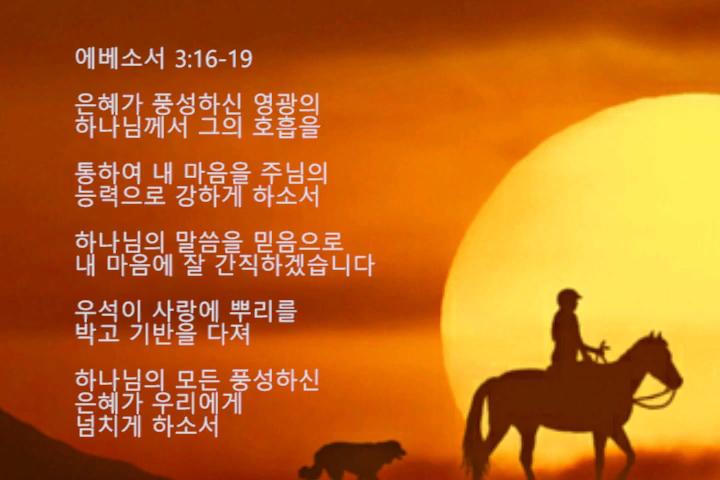 에베소서 3:16-19
은혜가 풍성하신 영광의
하나님께서 그의 호흡을
통하여 내 마음을 주님의
능력으로 강하게 하소서
하나님의 말씀을 믿음으로
내 마음에 잘 간직하겠습니다
우석이 사랑에 뿌리를
박고 기반을 다져
하나님의 모든 풍성하신
은혜가 우리에게
넘치게 하소서